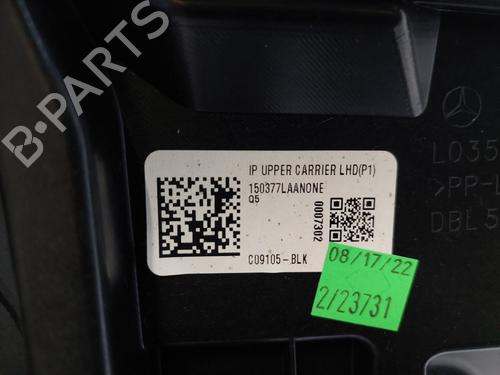 B-PARTS
IP UPPER CARRIER LHD(P1)
150377LAANONE
Q5
0007302
C09105-BLK
08/17/22
2/23731
L035
>PP-
DBL5